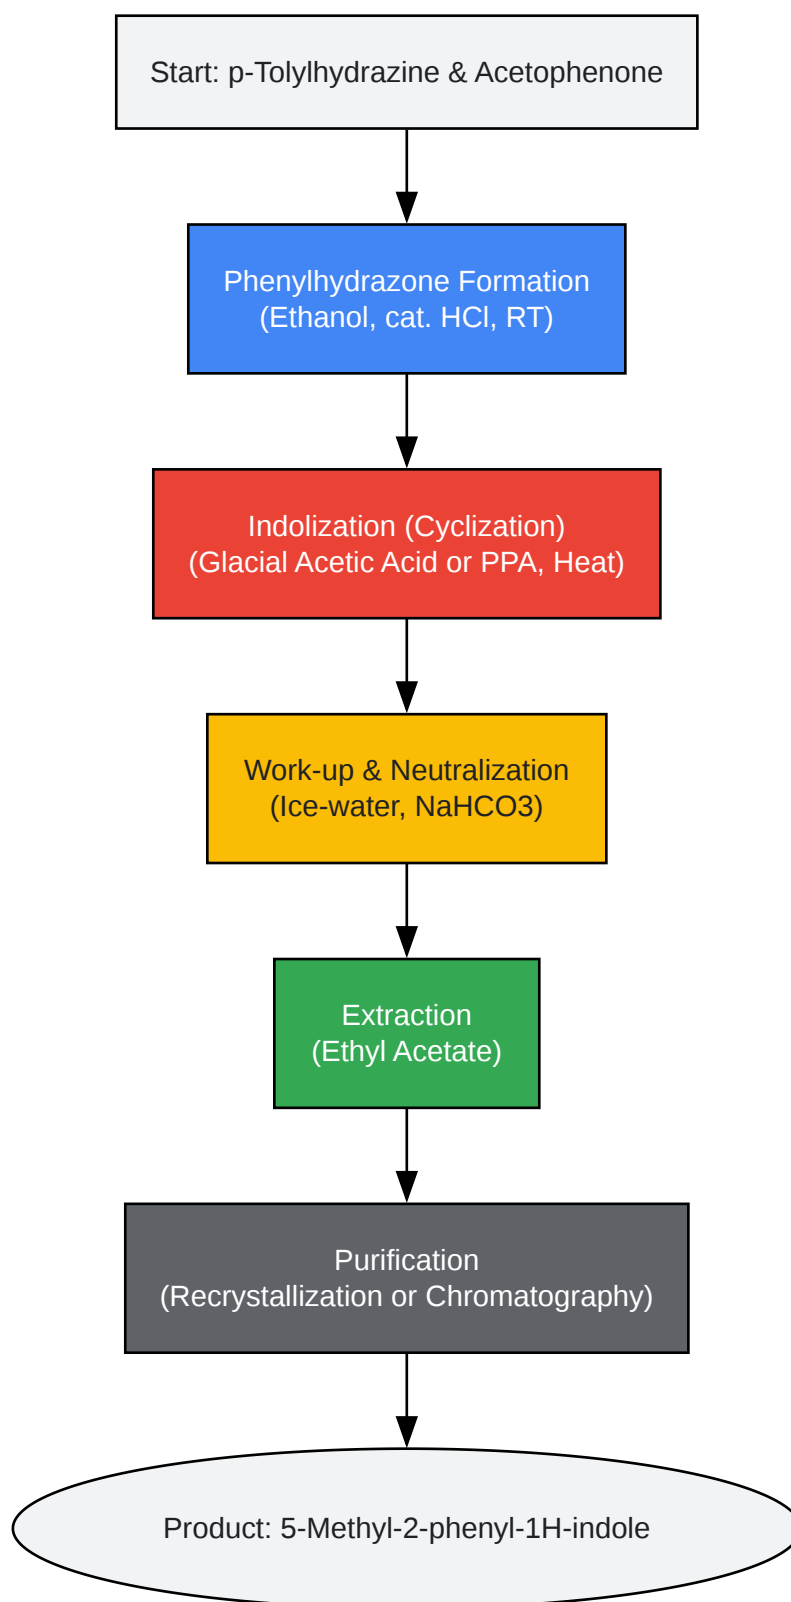 Start: p-Tolylhydrazine & Acetophenone
Phenylhydrazone Formation
(Ethanol, cat. HCl, RT)
Indolization (Cyclization)
(Glacial Acetic Acid or PPA, Heat)
Work-up & Neutralization
(Ice-water, NaHCO3)
Extraction
(Ethyl Acetate)
Purification
(Recrystallization or Chromatography)
Product: 5-Methyl-2-phenyl-1H-indole